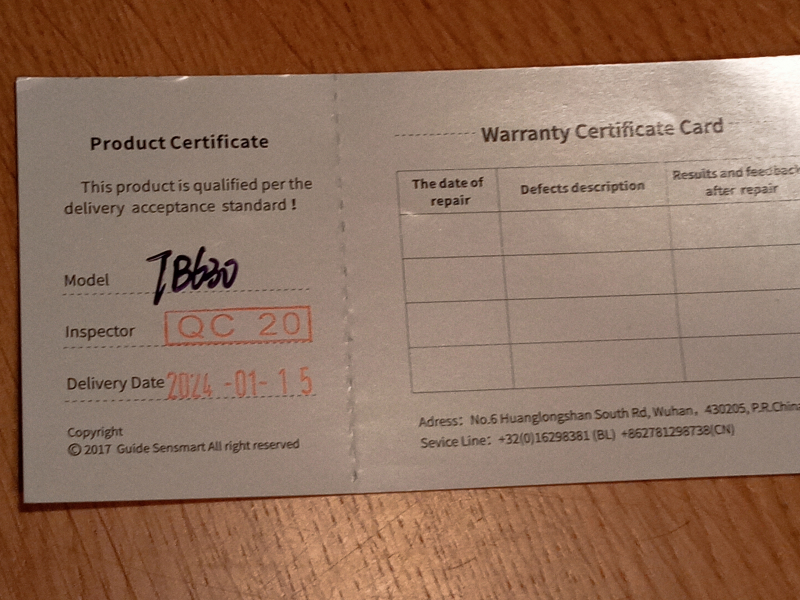 Product Certificate
This product is qualified per the
delivery acceptance standard !
Model TB630
Inspector QC 20
Delivery Date 2024-01-15
Copyright
© 2017 Guide Sensmart All right reserved
Warranty Certificate Card
The date of
repair
Defects description
Results and feedback
after repair
Adress: No.6 Huanglongshan South Rd, Wuhan, 430205, P.R.China
Sevice Line: +32(0)16298381 (BL) +862781298738(CN)